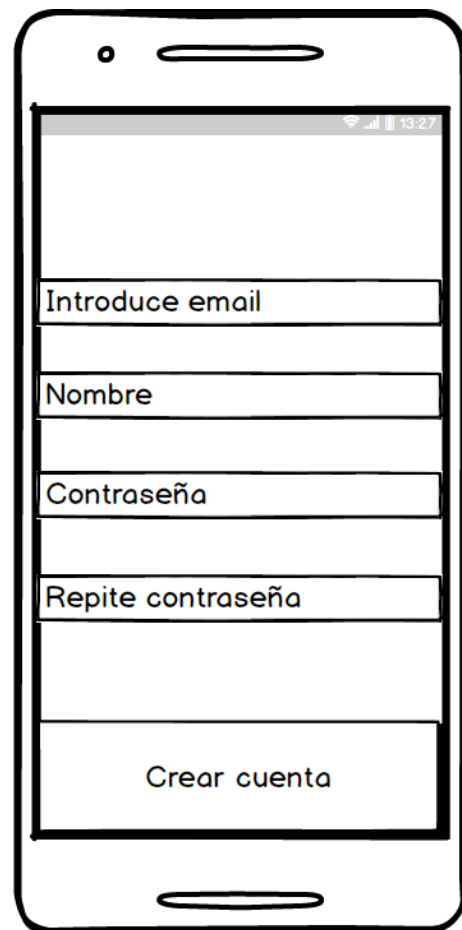 13:27
Introduce email
Nombre
Contraseña
Repite contraseña
Crear cuenta